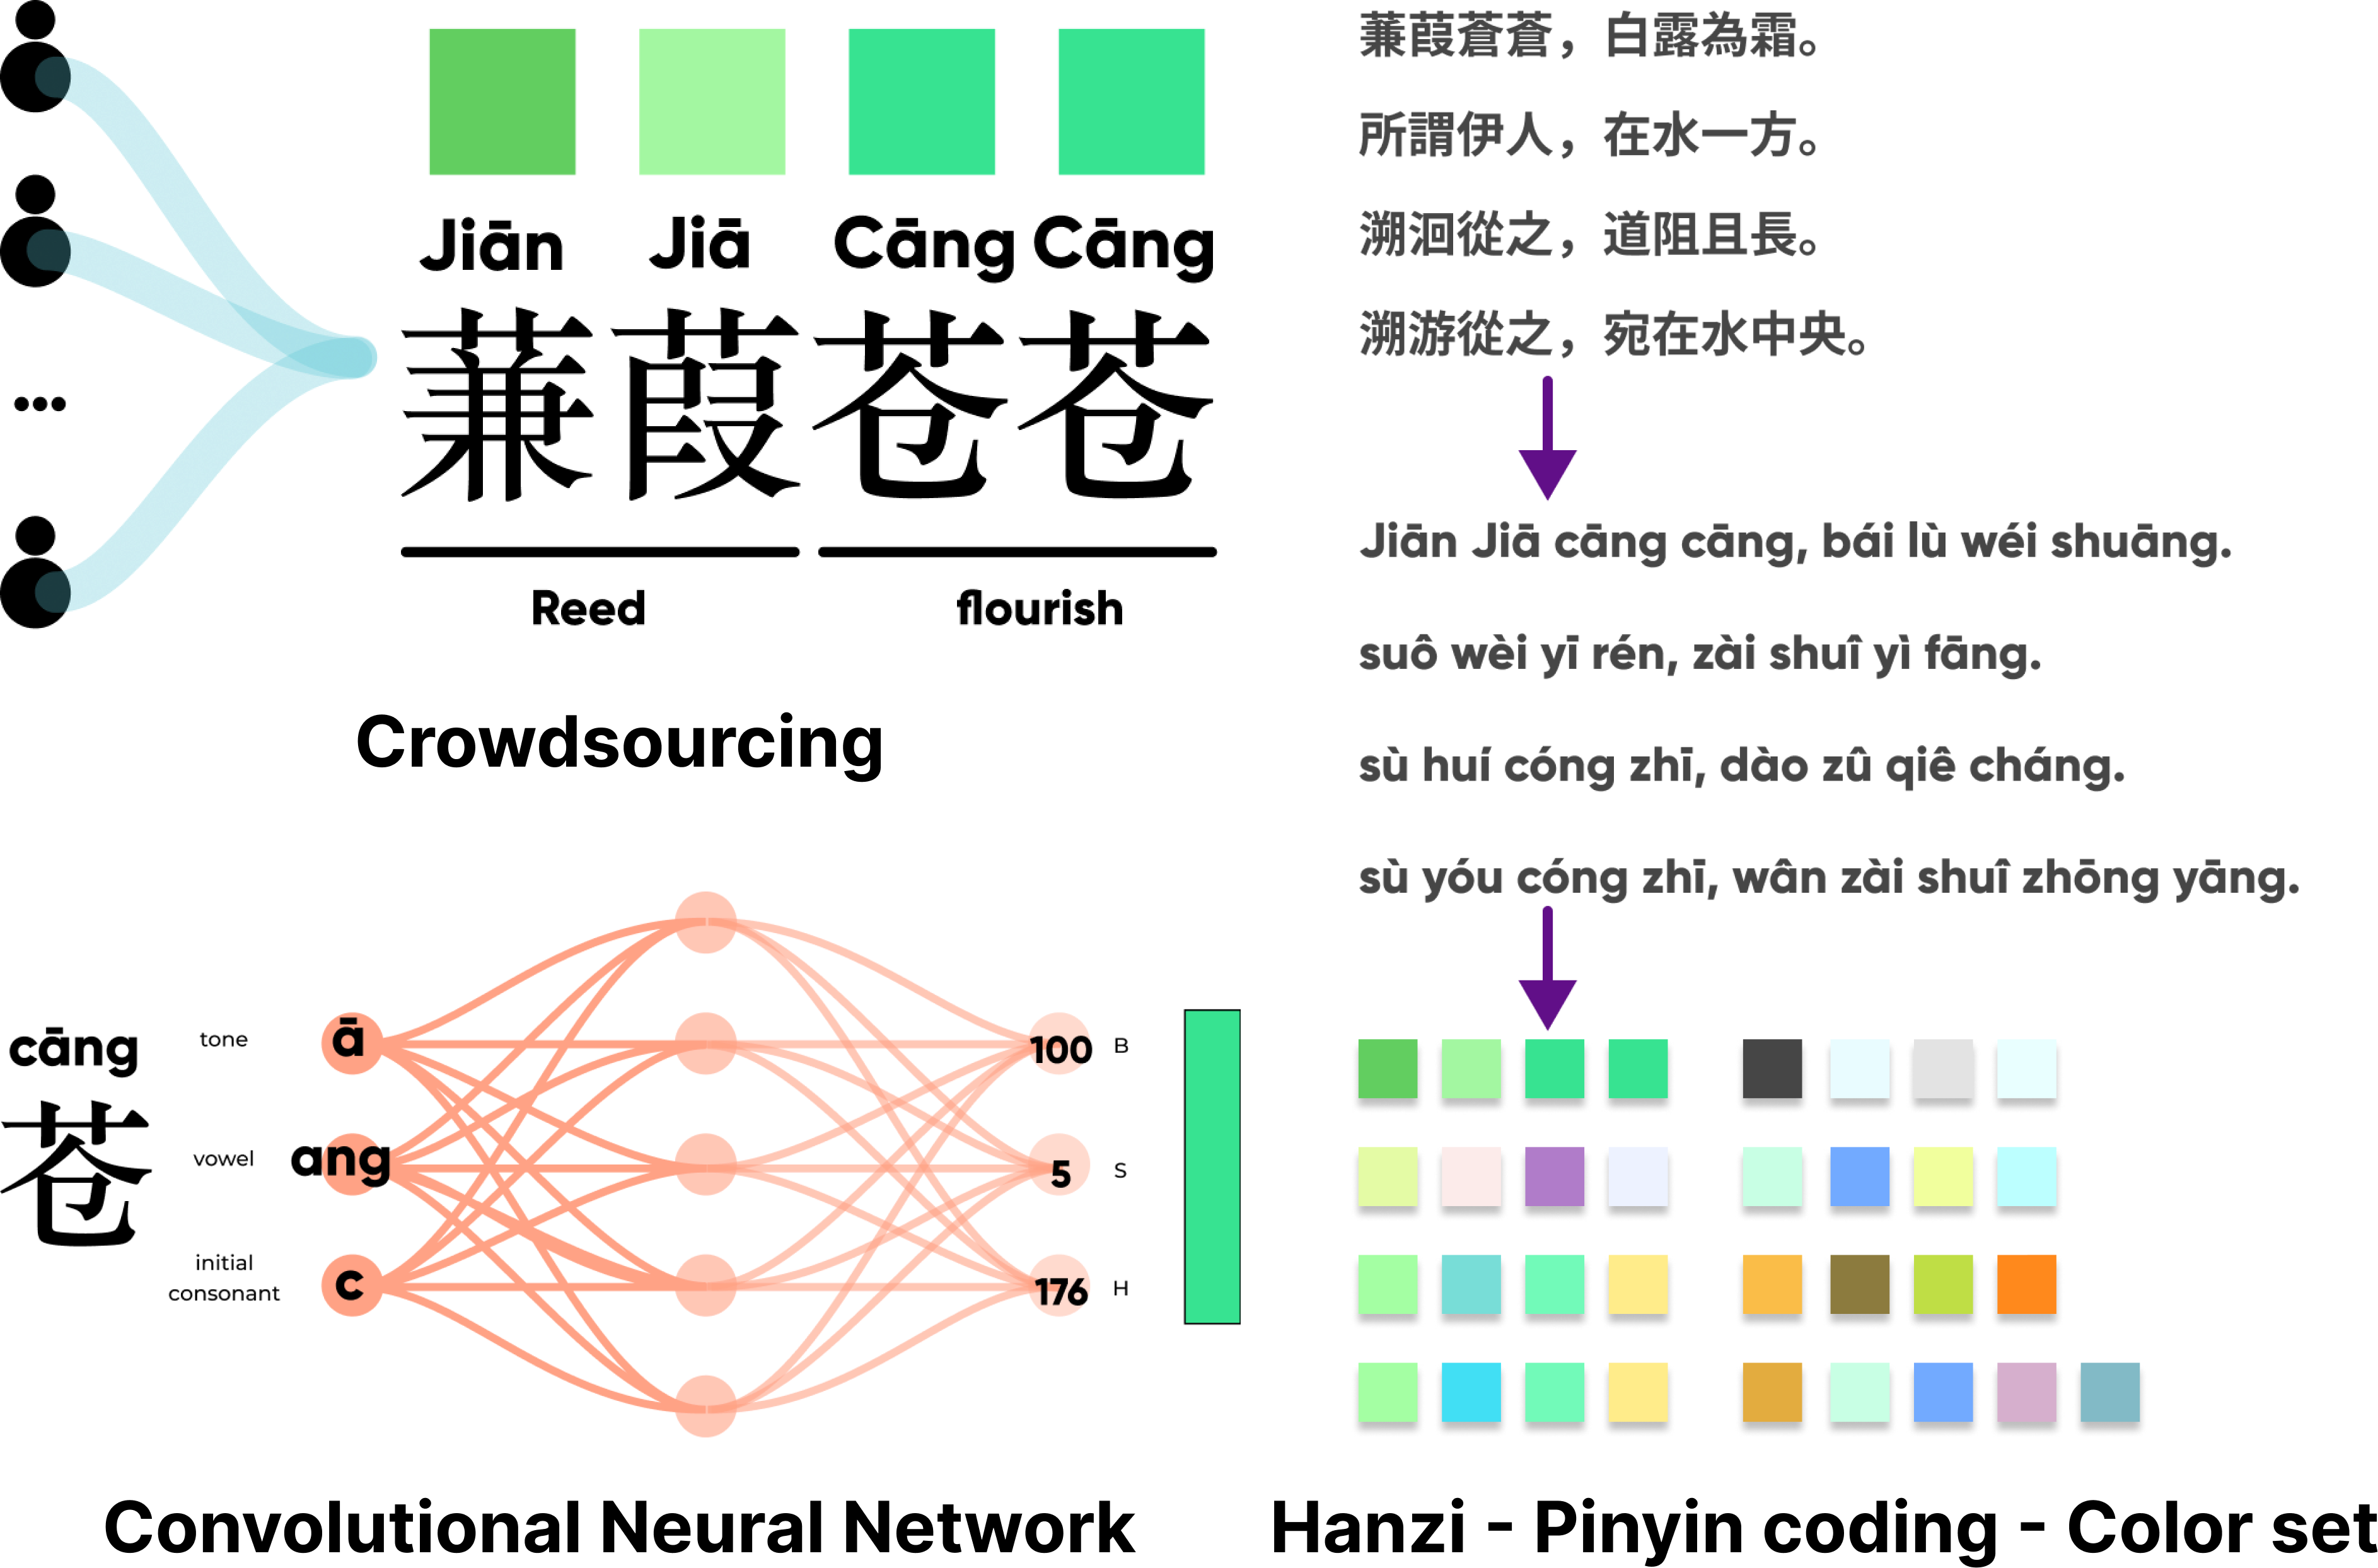 Jiān Jiā Cāng Cāng
蒹葭苍苍
Reed flourish
Crowdsourcing
蒹葭蒼蒼，白露為霜。
所謂伊人，在水一方。
溯洄從之，道阻且長。
溯游從之，宛在水中央。
Jiān Jiā cāng cāng, bái lù wéi shuāng.
suô wèi yī rén, zài shuî yì fāng.
sù huí cóng zhī, dào zû qiê cháng.
sù yóu cóng zhī, wân zài shuî zhōng yāng.
Hanzi - Pinyin coding - Color set
cāng
苍
tone
vowel
initial
consonant
ā
ang
c
100 B
5 S
176 H
Convolutional Neural Network